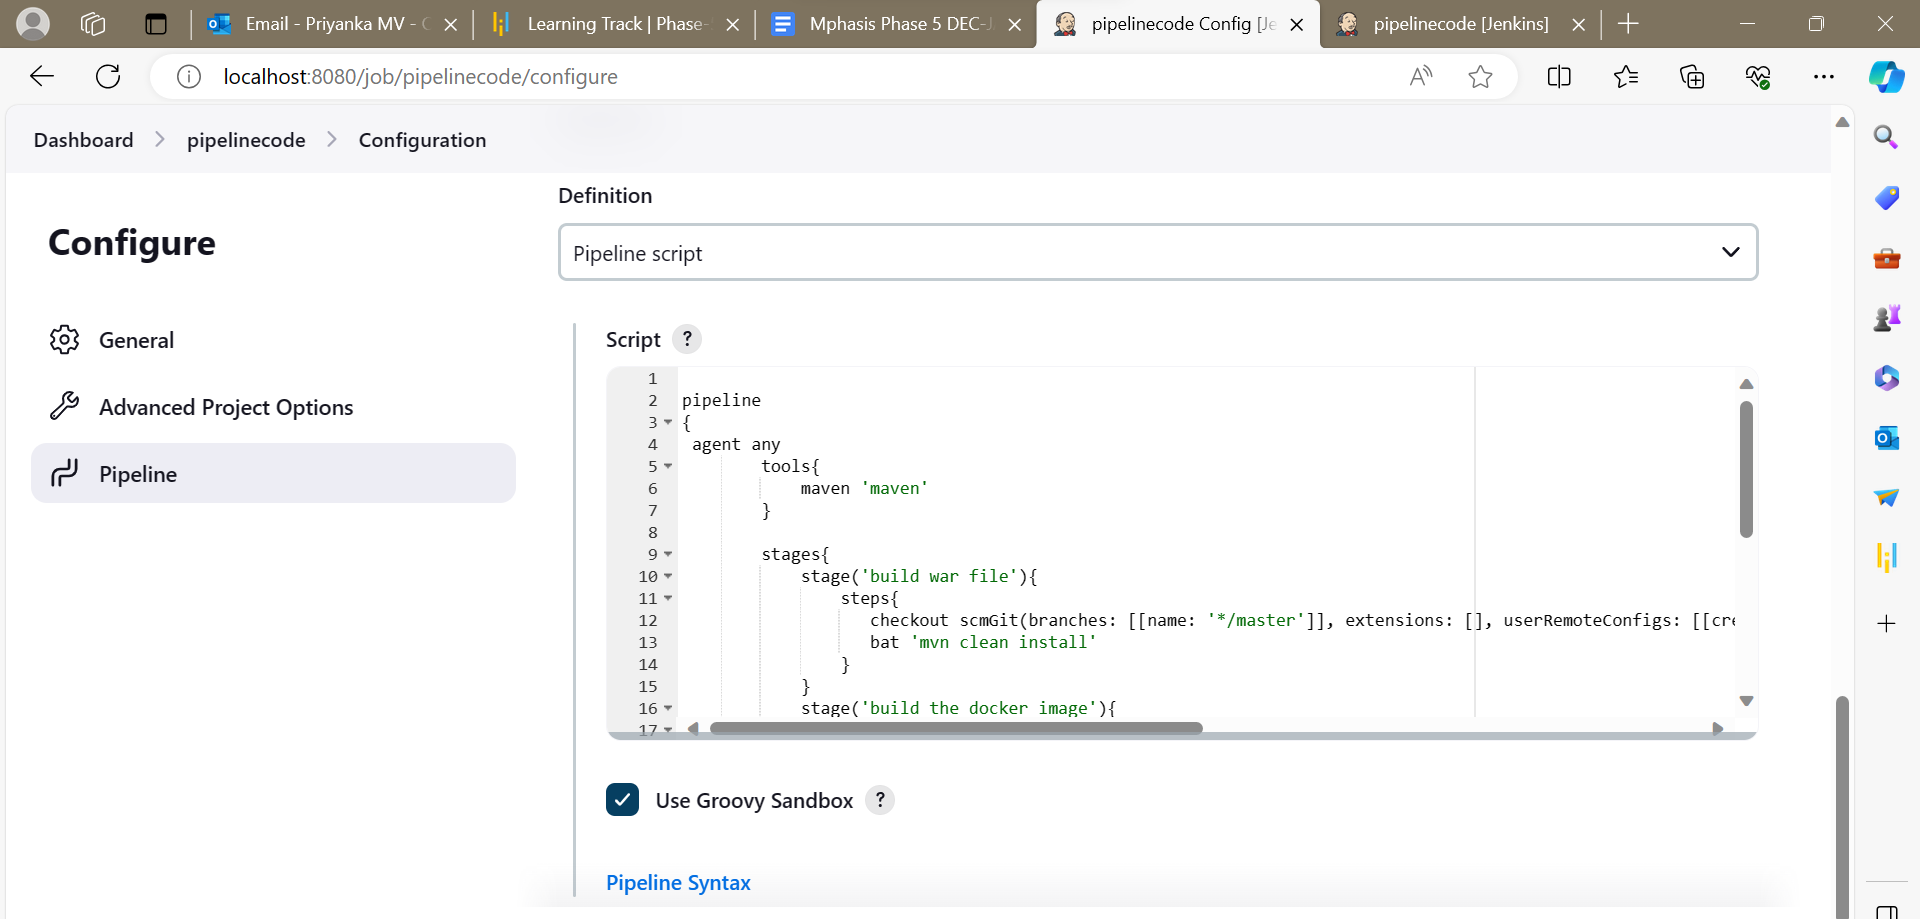 Email - Priyanka MV -
Learning Track | Phase-
Mphasis Phase 5 DEC-J
pipelinecode Config [Je
pipelinecode [Jenkins]
localhost:8080/job/pipelinecode/configure
Dashboard > pipelinecode > Configuration
Configure
General
Advanced Project Options
Pipeline
Definition
Pipeline script
Script ?
1
2 pipeline
3 {
4 agent any
5 tools{
6 maven 'maven'
7 }
8
9 stages{
10 stage('build war file'){
11 steps{
12 checkout scmGit(branches: [[name: '*/master']], extensions: [], userRemoteConfigs: [[cre
13 bat 'mvn clean install'
14 }
15 }
16 stage('build the docker image'){
17
Use Groovy Sandbox ?
Pipeline Syntax